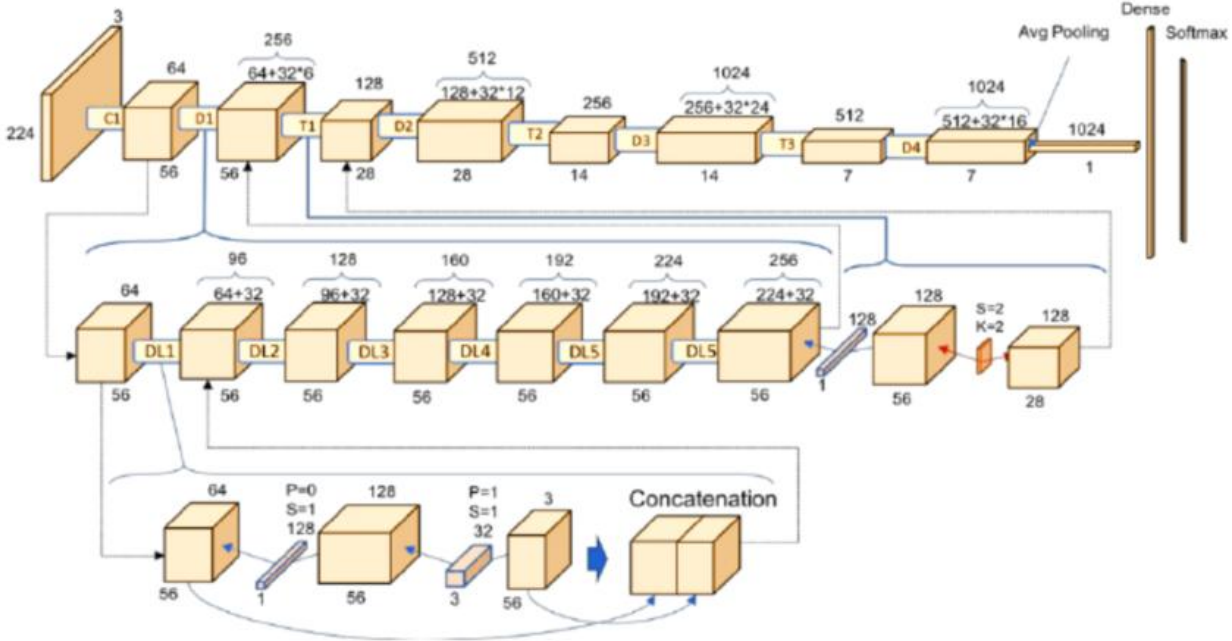 3
Dense
Softmax
Avg Pooling
224
C1
64
56
D1
256
64+32*6
56
T1
128
28
D2
512
128+32*12
28
T2
256
14
D3
1024
256+32*24
14
T3
512
7
D4
1024
512+32*16
7
1024
1
64
56
DL1
96
64+32
56
DL2
128
96+32
56
DL3
160
128+32
56
DL4
192
160+32
56
DL5
224
192+32
56
DL5
256
224+32
56
128
1
128
56
S=2
K=2
128
28
64
56
P=0
S=1
128
1
128
56
P=1
S=1
32
3
3
56
Concatenation